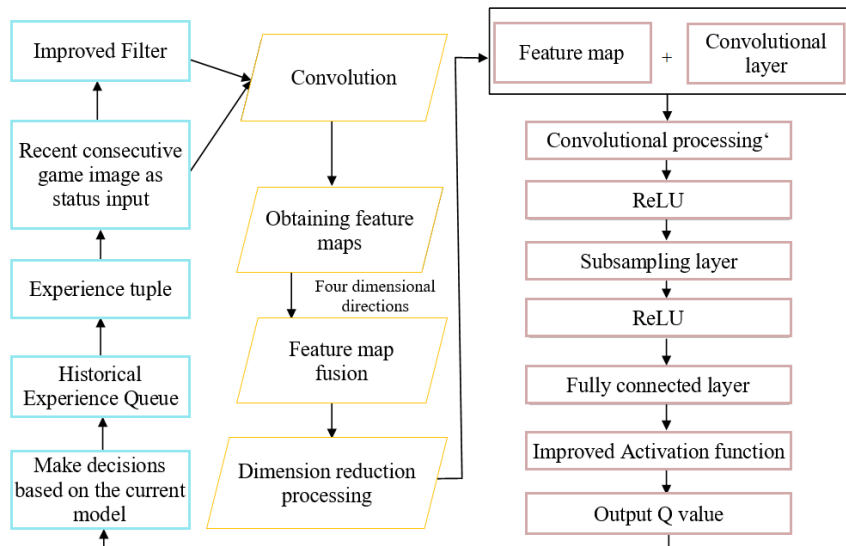 Improved Filter
Recent consecutive
game image as
status input
Experience tuple
Historical
Experience Queue
Make decisions
based on the current
model
Convolution
Obtaining feature
maps
Four dimensional
directions
Feature map
fusion
Dimension reduction
processing
Feature map
+
Convolutional
layer
Convolutional processing‘
ReLU
Subsampling layer
ReLU
Fully connected layer
Improved Activation function
Output Q value